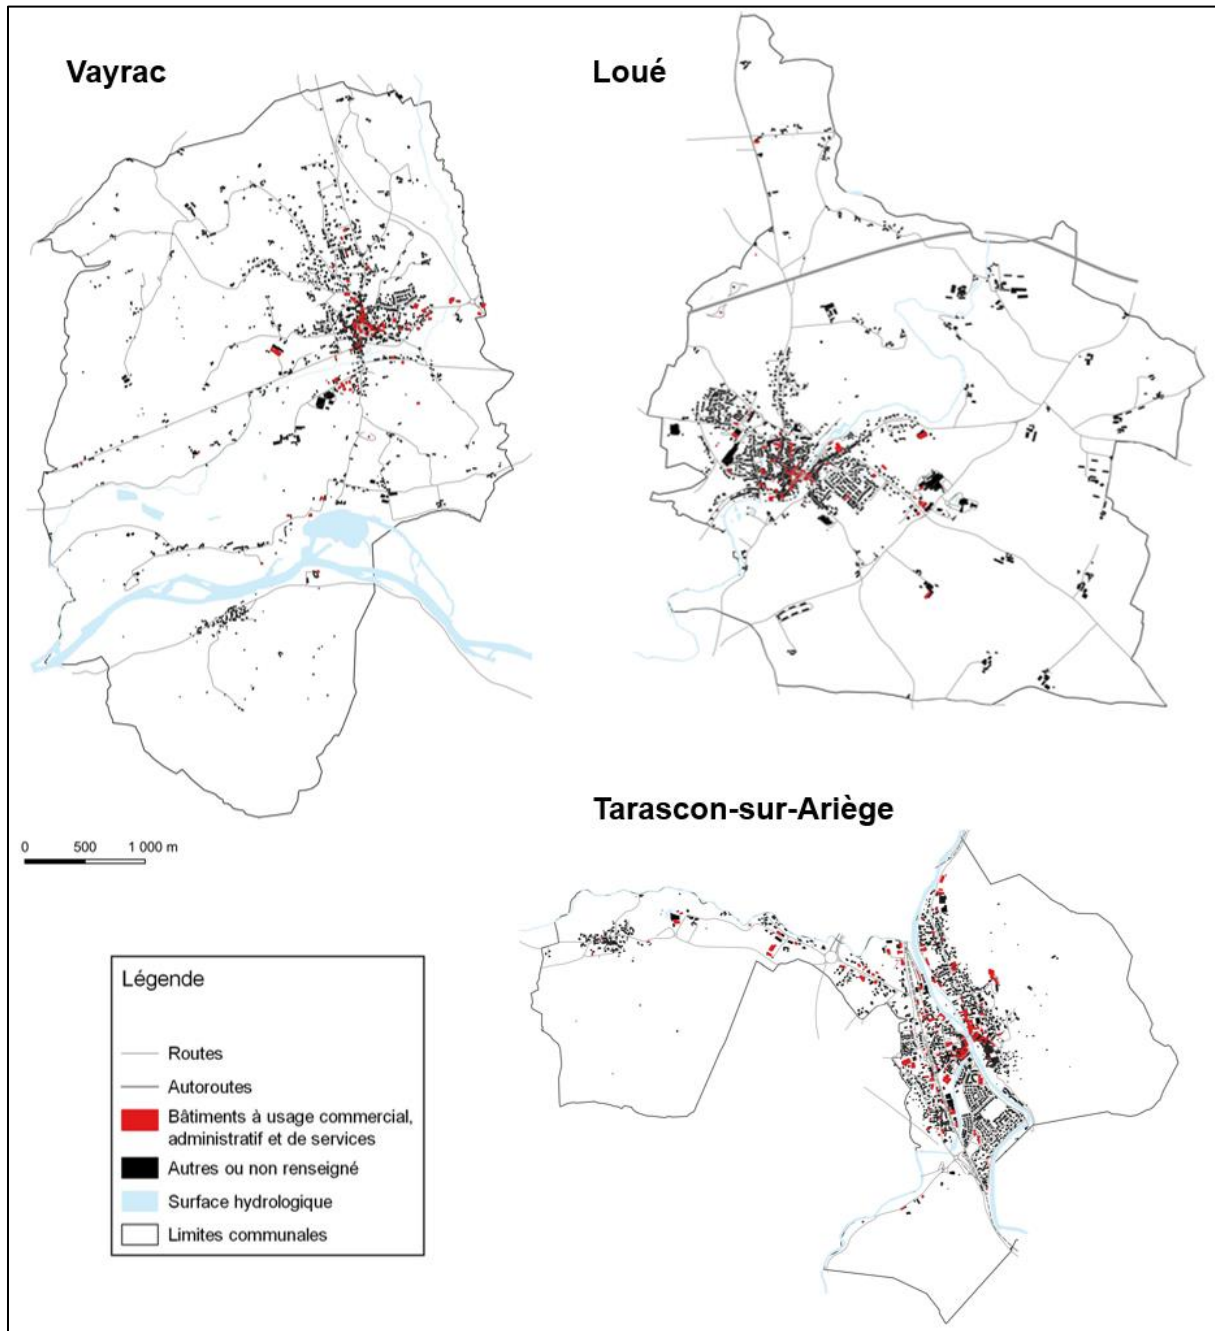 Vayrac
Loué
Tarascon-sur-Ariège
0 500 1 000 m
Légende
Routes
Autoroutes
Bâtiments à usage commercial,
administratif et de services
Autres ou non renseigné
Surface hydrologique
Limites communales